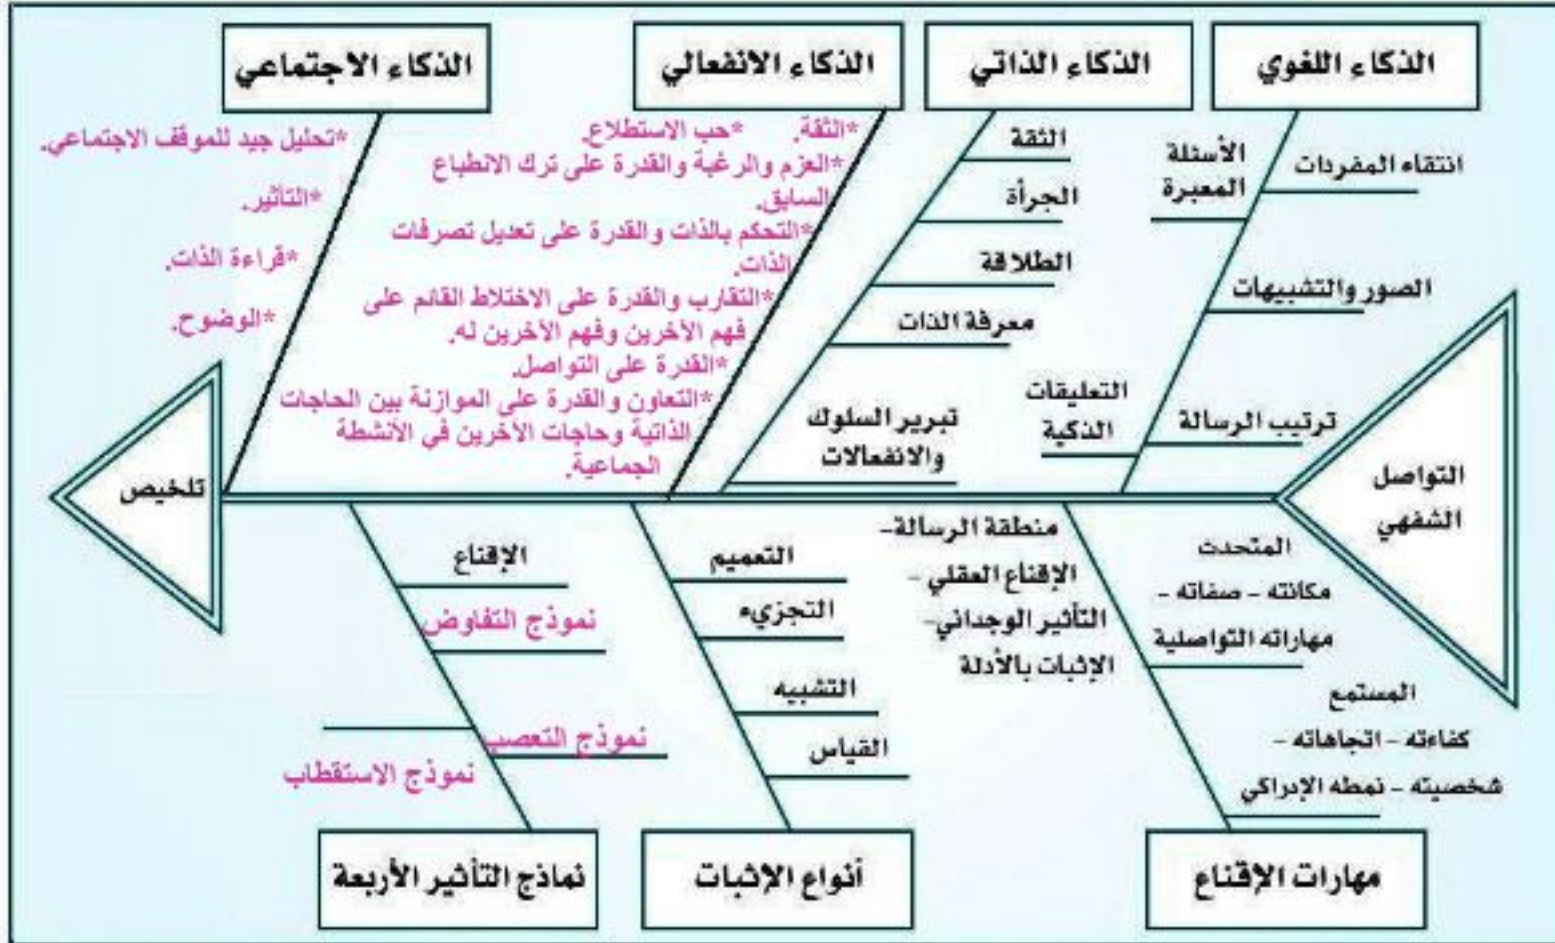 الذكاء اللغوي
انتقاء المفردات
الأسئلة
المعبرة
الصور والتشبيهات
ترتيب الرسالة
التعليقات
الذكية
الذكاء الذاتي
الثقة
الجرأة
الطلاقة
معرفة الذات
تبرير السلوك
والانفعالات
الذكاء الانفعالي
*الثقة. *حب الاستطلاع.
*العزم والرغبة والقدرة على ترك الانطباع
السابق.
*التحكم بالذات والقدرة على تعديل تصرفات
الذات.
*التقارب والقدرة على الاختلاط القائم على
فهم الآخرين وفهم الآخرين له.
*القدرة على التواصل.
*التعاون والقدرة على الموازنة بين الحاجات
الذاتية وحاجات الآخرين في الأنشطة
الجماعية.
الذكاء الاجتماعي
*تحليل جيد للموقف الاجتماعي.
*التأثير.
*قراءة الذات.
*الوضوح.
التواصل
الشفهي
تلخيص
المتحدث
مكانته - صفاته -
مهاراته التواصلية
المستمع
كفاءته - اتجاهاته -
شخصيته - نمطه الإدراكي
منطقة الرسالة-
الإقناع العقلي -
التأثير الوجداني-
الإثبات بالأدلة
مهارات الإقناع
التعميم
التجزيء
التشبيه
القياس
أنواع الإثبات
الإقناع
نموذج التفاوض
نموذج التعصب
نموذج الاستقطاب
نماذج التأثير الأربعة